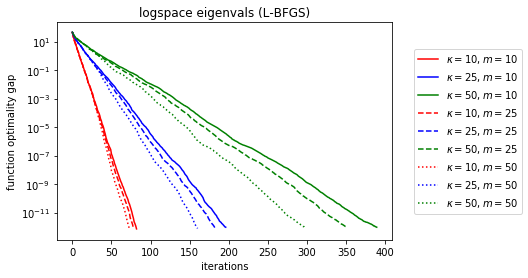 logspace eigenvals (L-BFGS)
function optimality gap
10¹
10⁻¹
10⁻³
10⁻⁵
10⁻⁷
10⁻⁹
10⁻¹¹
0 50 100 150 200 250 300 350 400
iterations
κ = 10, m = 10
κ = 25, m = 10
κ = 50, m = 10
κ = 10, m = 25
κ = 25, m = 25
κ = 50, m = 25
κ = 10, m = 50
κ = 25, m = 50
κ = 50, m = 50